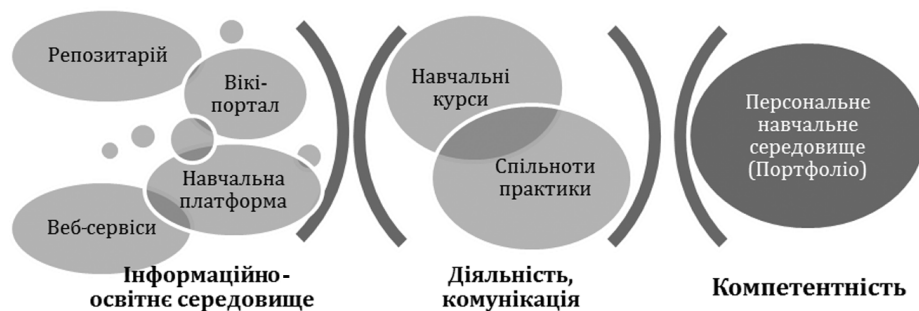 Репозитарій
Вікі-
портал
Навчальна
платформа
Веб-сервіси
Інформаційно-
освітнє середовище
Навчальні
курси
Спільноти
практики
Діяльність,
комунікація
Персональне
навчальне
середовище
(Портфоліо)
Компетентність